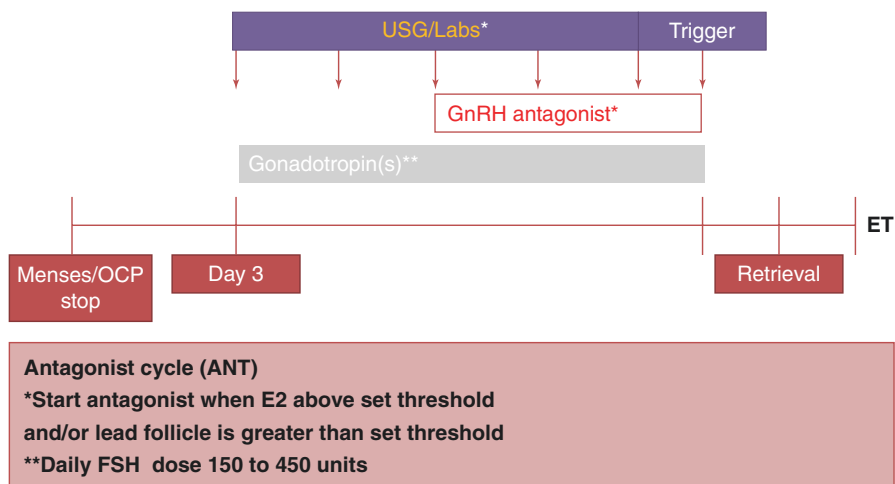 USG/Labs*
Trigger
GnRH antagonist*
Gonadotropin(s)**
ET
Menses/OCP
stop
Day 3
Retrieval
Antagonist cycle (ANT)
*Start antagonist when E2 above set threshold
and/or lead follicle is greater than set threshold
**Daily FSH dose 150 to 450 units